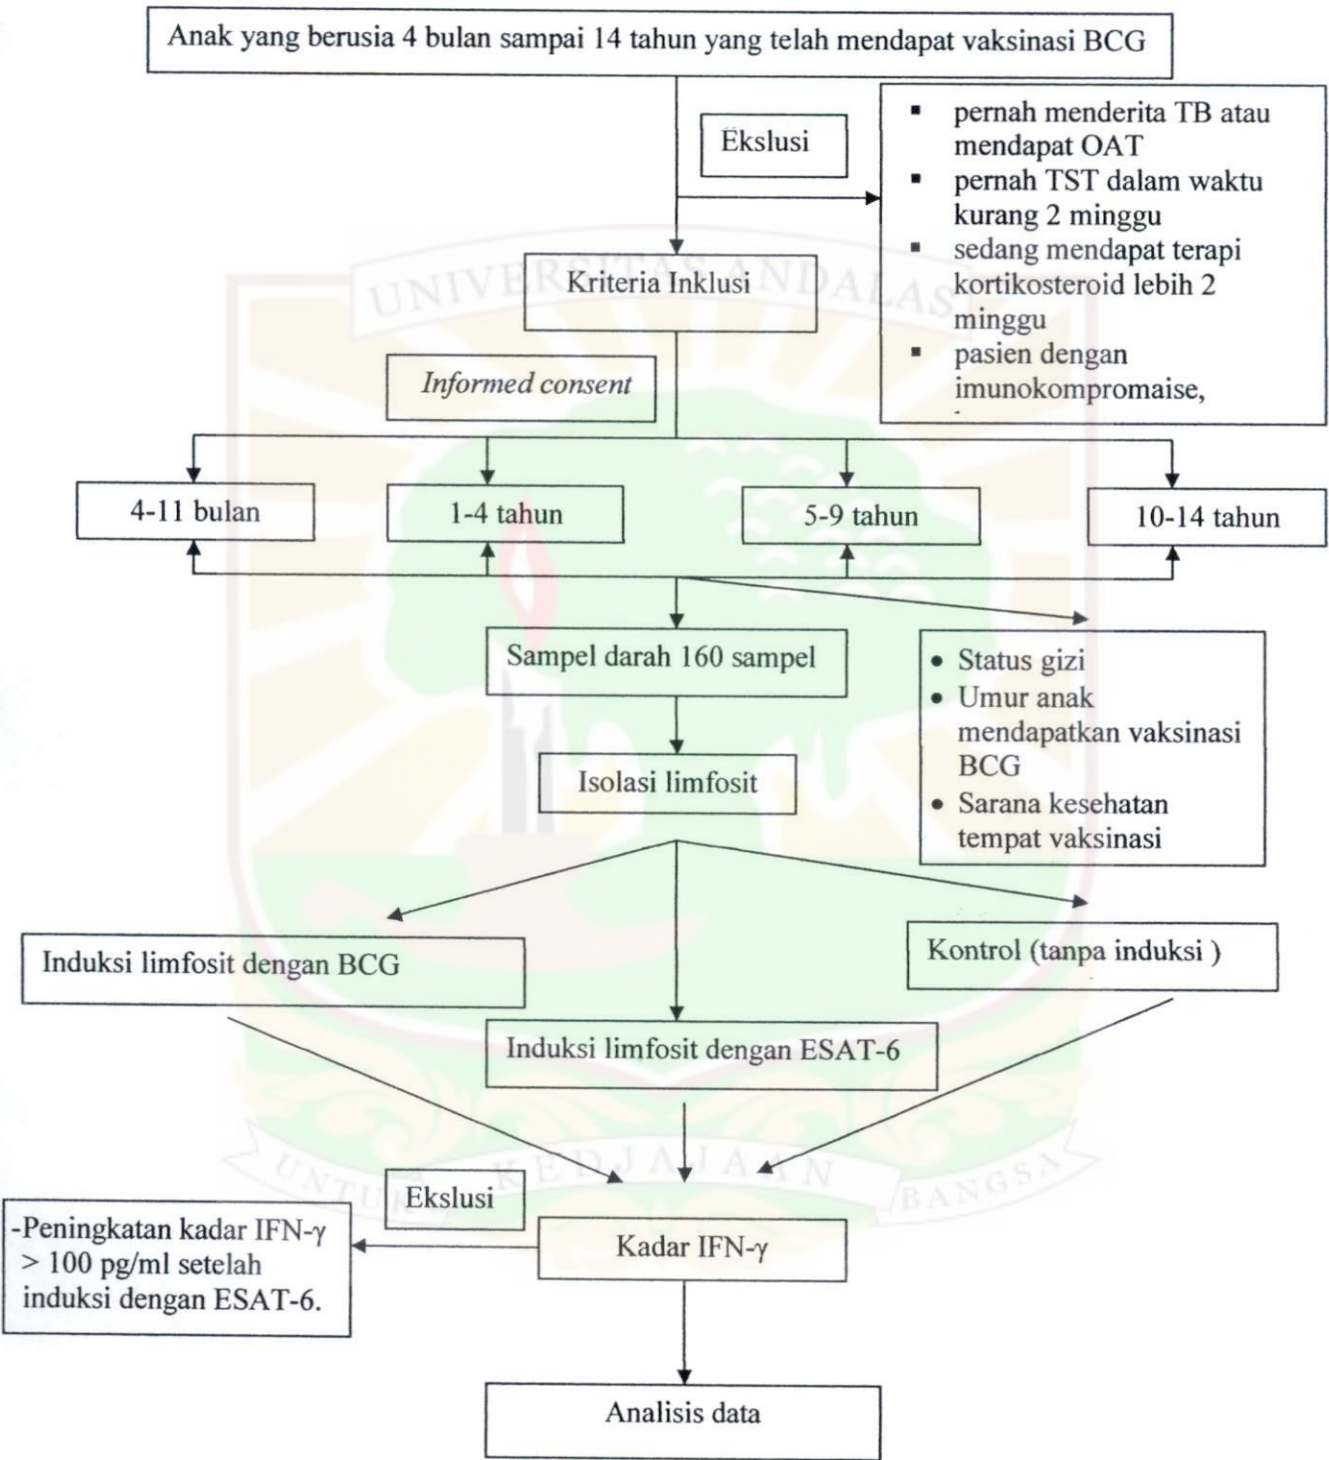 Anak yang berusia 4 bulan sampai 14 tahun yang telah mendapat vaksinasi BCG
Ekslusi
▪ pernah menderita TB atau
mendapat OAT
▪ pernah TST dalam waktu
kurang 2 minggu
▪ sedang mendapat terapi
kortikosteroid lebih 2
minggu
▪ pasien dengan
imunokompromaise,
UNIVERSITAS ANDALAS
Kriteria Inklusi
Informed consent
4-11 bulan
1-4 tahun
5-9 tahun
10-14 tahun
Sampel darah 160 sampel
• Status gizi
• Umur anak
mendapatkan vaksinasi
BCG
• Sarana kesehatan
tempat vaksinasi
Isolasi limfosit
Induksi limfosit dengan BCG
Kontrol (tanpa induksi )
Induksi limfosit dengan ESAT-6
UNTUK KEDJAJAAN BANGSA
Ekslusi
-Peningkatan kadar IFN-γ
> 100 pg/ml setelah
induksi dengan ESAT-6.
Kadar IFN-γ
Analisis data